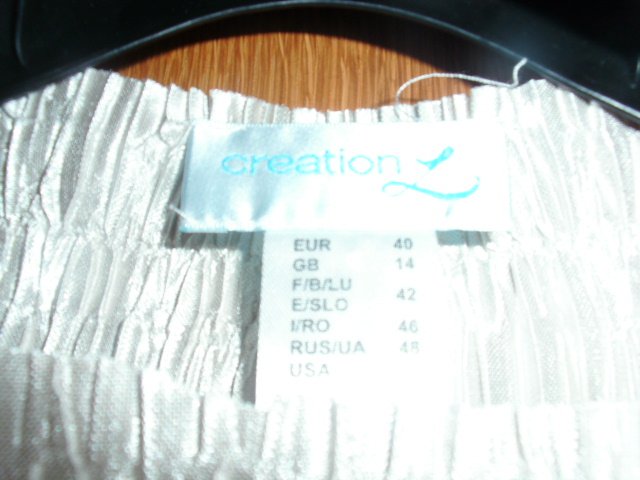 creation L
EUR 40
GB 14
F/B/LU
E/SLO 42
I/RO 46
RUS/UA 48
USA